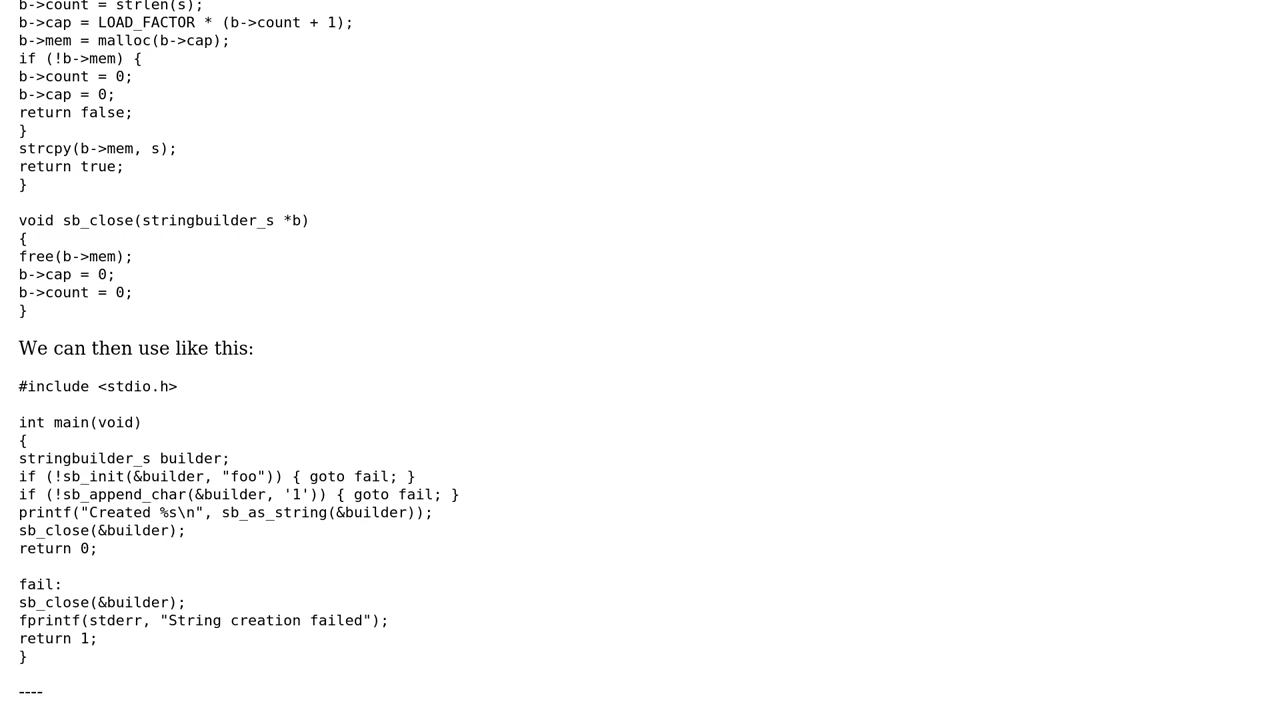 b->count = strlen(s);
b->cap = LOAD_FACTOR * (b->count + 1);
b->mem = malloc(b->cap);
if (!b->mem) {
b->count = 0;
b->cap = 0;
return false;
}
strcpy(b->mem, s);
return true;
}

void sb_close(stringbuilder_s *b)
{
free(b->mem);
b->cap = 0;
b->count = 0;
}

We can then use like this:

#include <stdio.h>

int main(void)
{
stringbuilder_s builder;
if (!sb_init(&builder, "foo")) { goto fail; }
if (!sb_append_char(&builder, '1')) { goto fail; }
printf("Created %s\n", sb_as_string(&builder));
sb_close(&builder);
return 0;

fail:
sb_close(&builder);
fprintf(stderr, "String creation failed");
return 1;
}

----